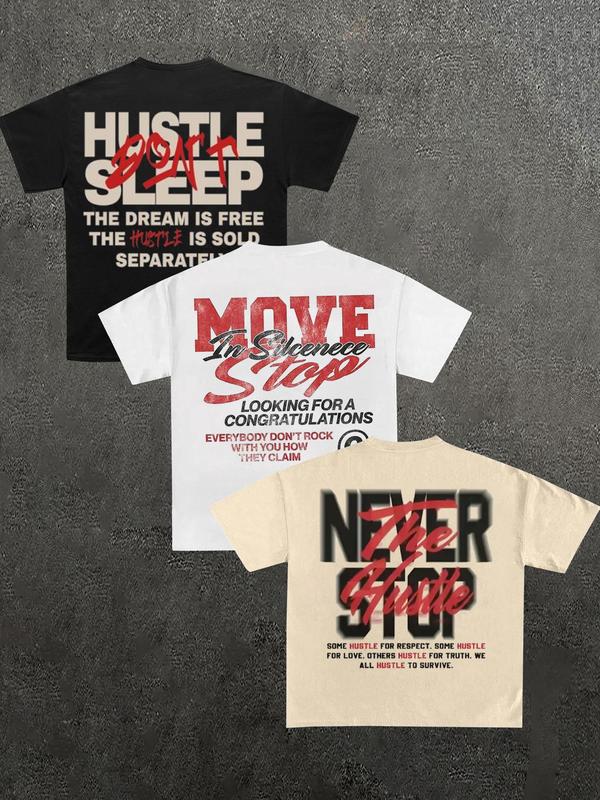 HUSTLE
DON'T
SLEEP
THE DREAM IS FREE
THE HUSTLE IS SOLD
SEPARATELY
MOVE
In Silcenece
Stop
LOOKING FOR A
CONGRATULATIONS
EVERYBODY DON'T ROCK
WITH YOU HOW
THEY CLAIM
NEVER
The
STOP
Hustle
SOME HUSTLE FOR RESPECT. SOME HUSTLE
FOR LOVE. OTHERS HUSTLE FOR TRUTH. WE
ALL HUSTLE TO SURVIVE.